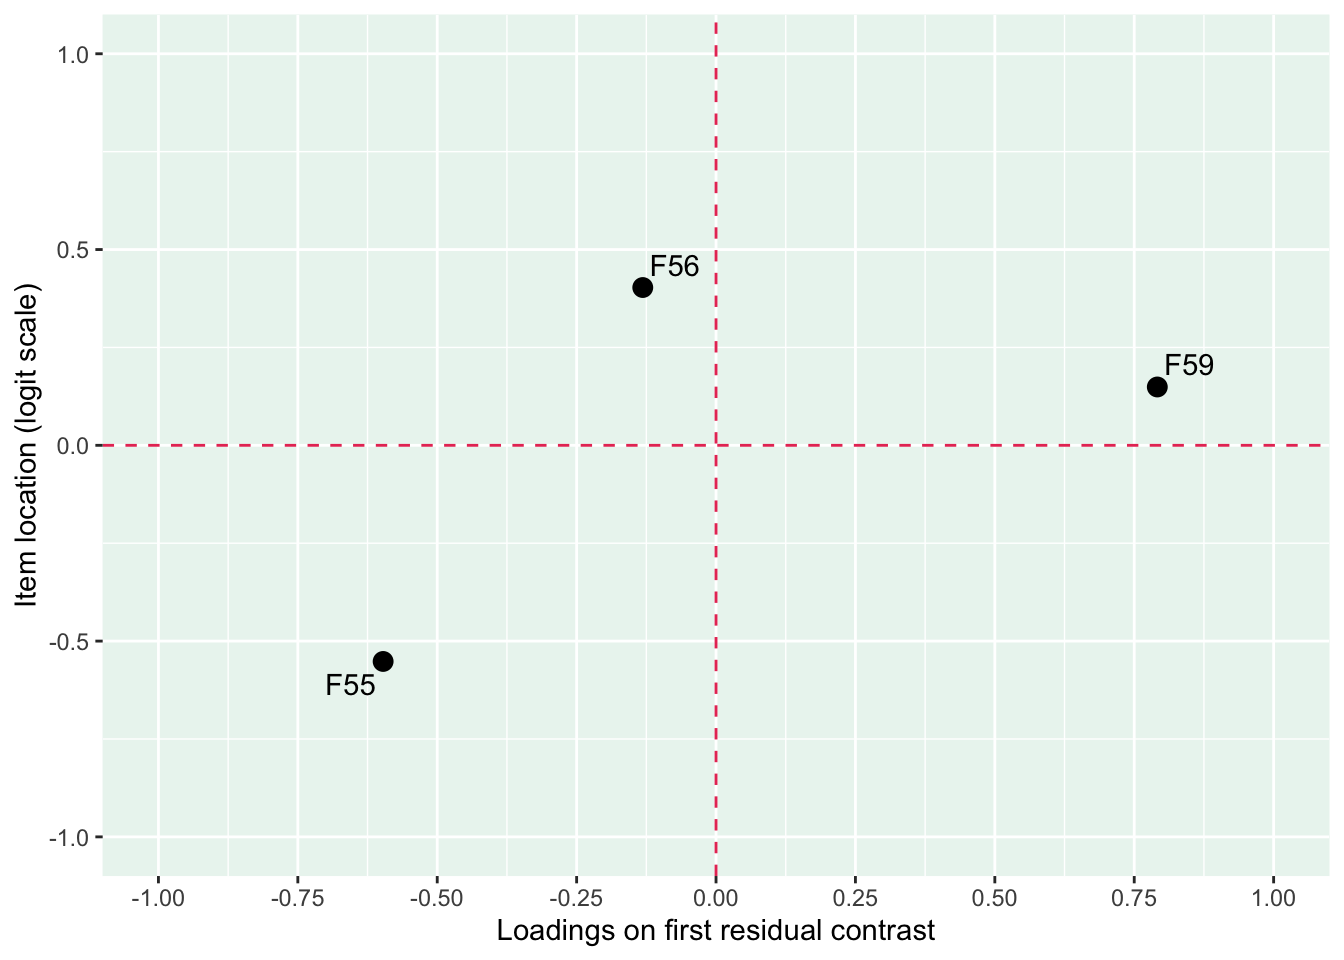 1.0
0.5
0.0
-0.5
-1.0
Item location (logit scale)
F56
F59
F55
-1.00 -0.75 -0.50 -0.25 0.00 0.25 0.50 0.75 1.00
Loadings on first residual contrast